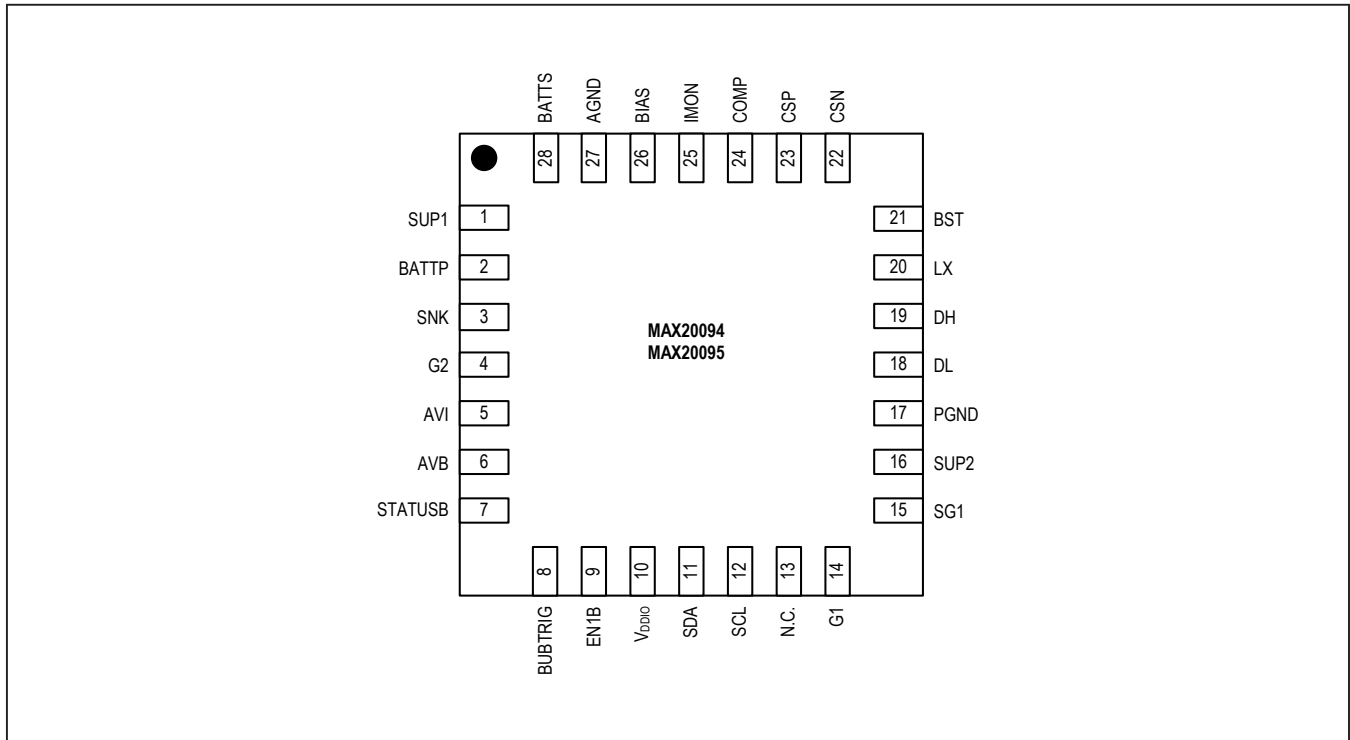 BATTS
AGND
BIAS
IMON
COMP
CSP
CSN
28
27
26
25
24
23
22
SUP1 1
BATTP 2
SNK 3
G2 4
AVI 5
AVB 6
STATUSB 7
MAX20094
MAX20095
21 BST
20 LX
19 DH
18 DL
17 PGND
16 SUP2
15 SG1
8
9
10
11
12
13
14
BUBTRIG
EN1B
VDDIO
SDA
SCL
N.C.
G1